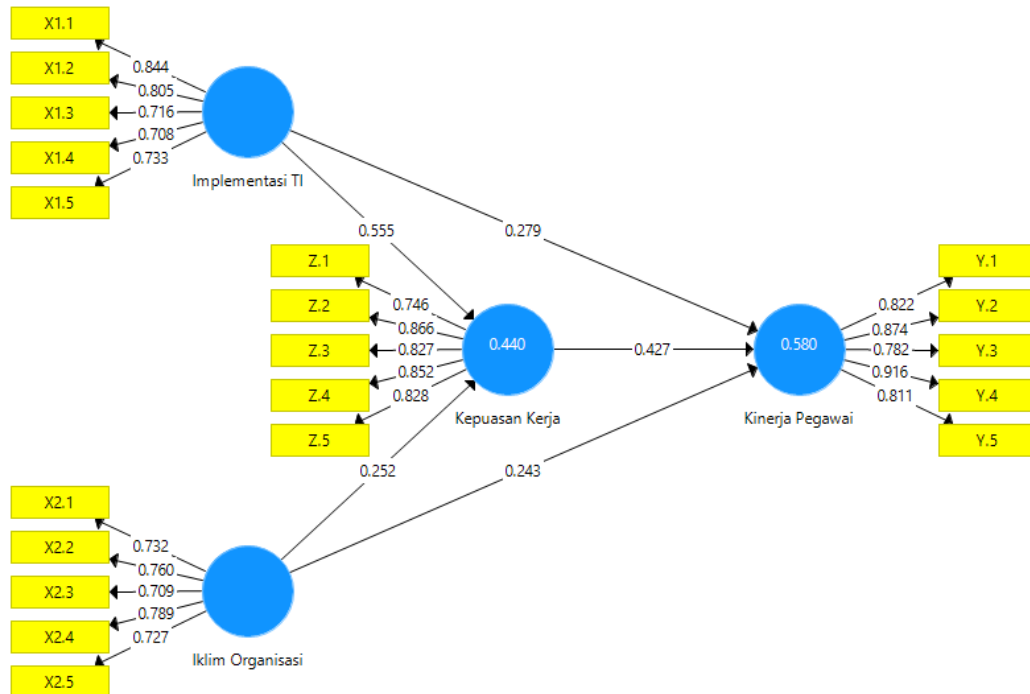 X1.1
X1.2
X1.3
X1.4
X1.5
0.844
0.805
0.716
0.708
0.733
Implementasi TI
0.555
0.279
Z.1
Z.2
Z.3
Z.4
Z.5
0.746
0.866
0.827
0.852
0.828
0.440
Kepuasan Kerja
0.427
0.580
Kinerja Pegawai
0.822
0.874
0.782
0.916
0.811
Y.1
Y.2
Y.3
Y.4
Y.5
0.252
0.243
X2.1
X2.2
X2.3
X2.4
X2.5
0.732
0.760
0.709
0.789
0.727
Iklim Organisasi